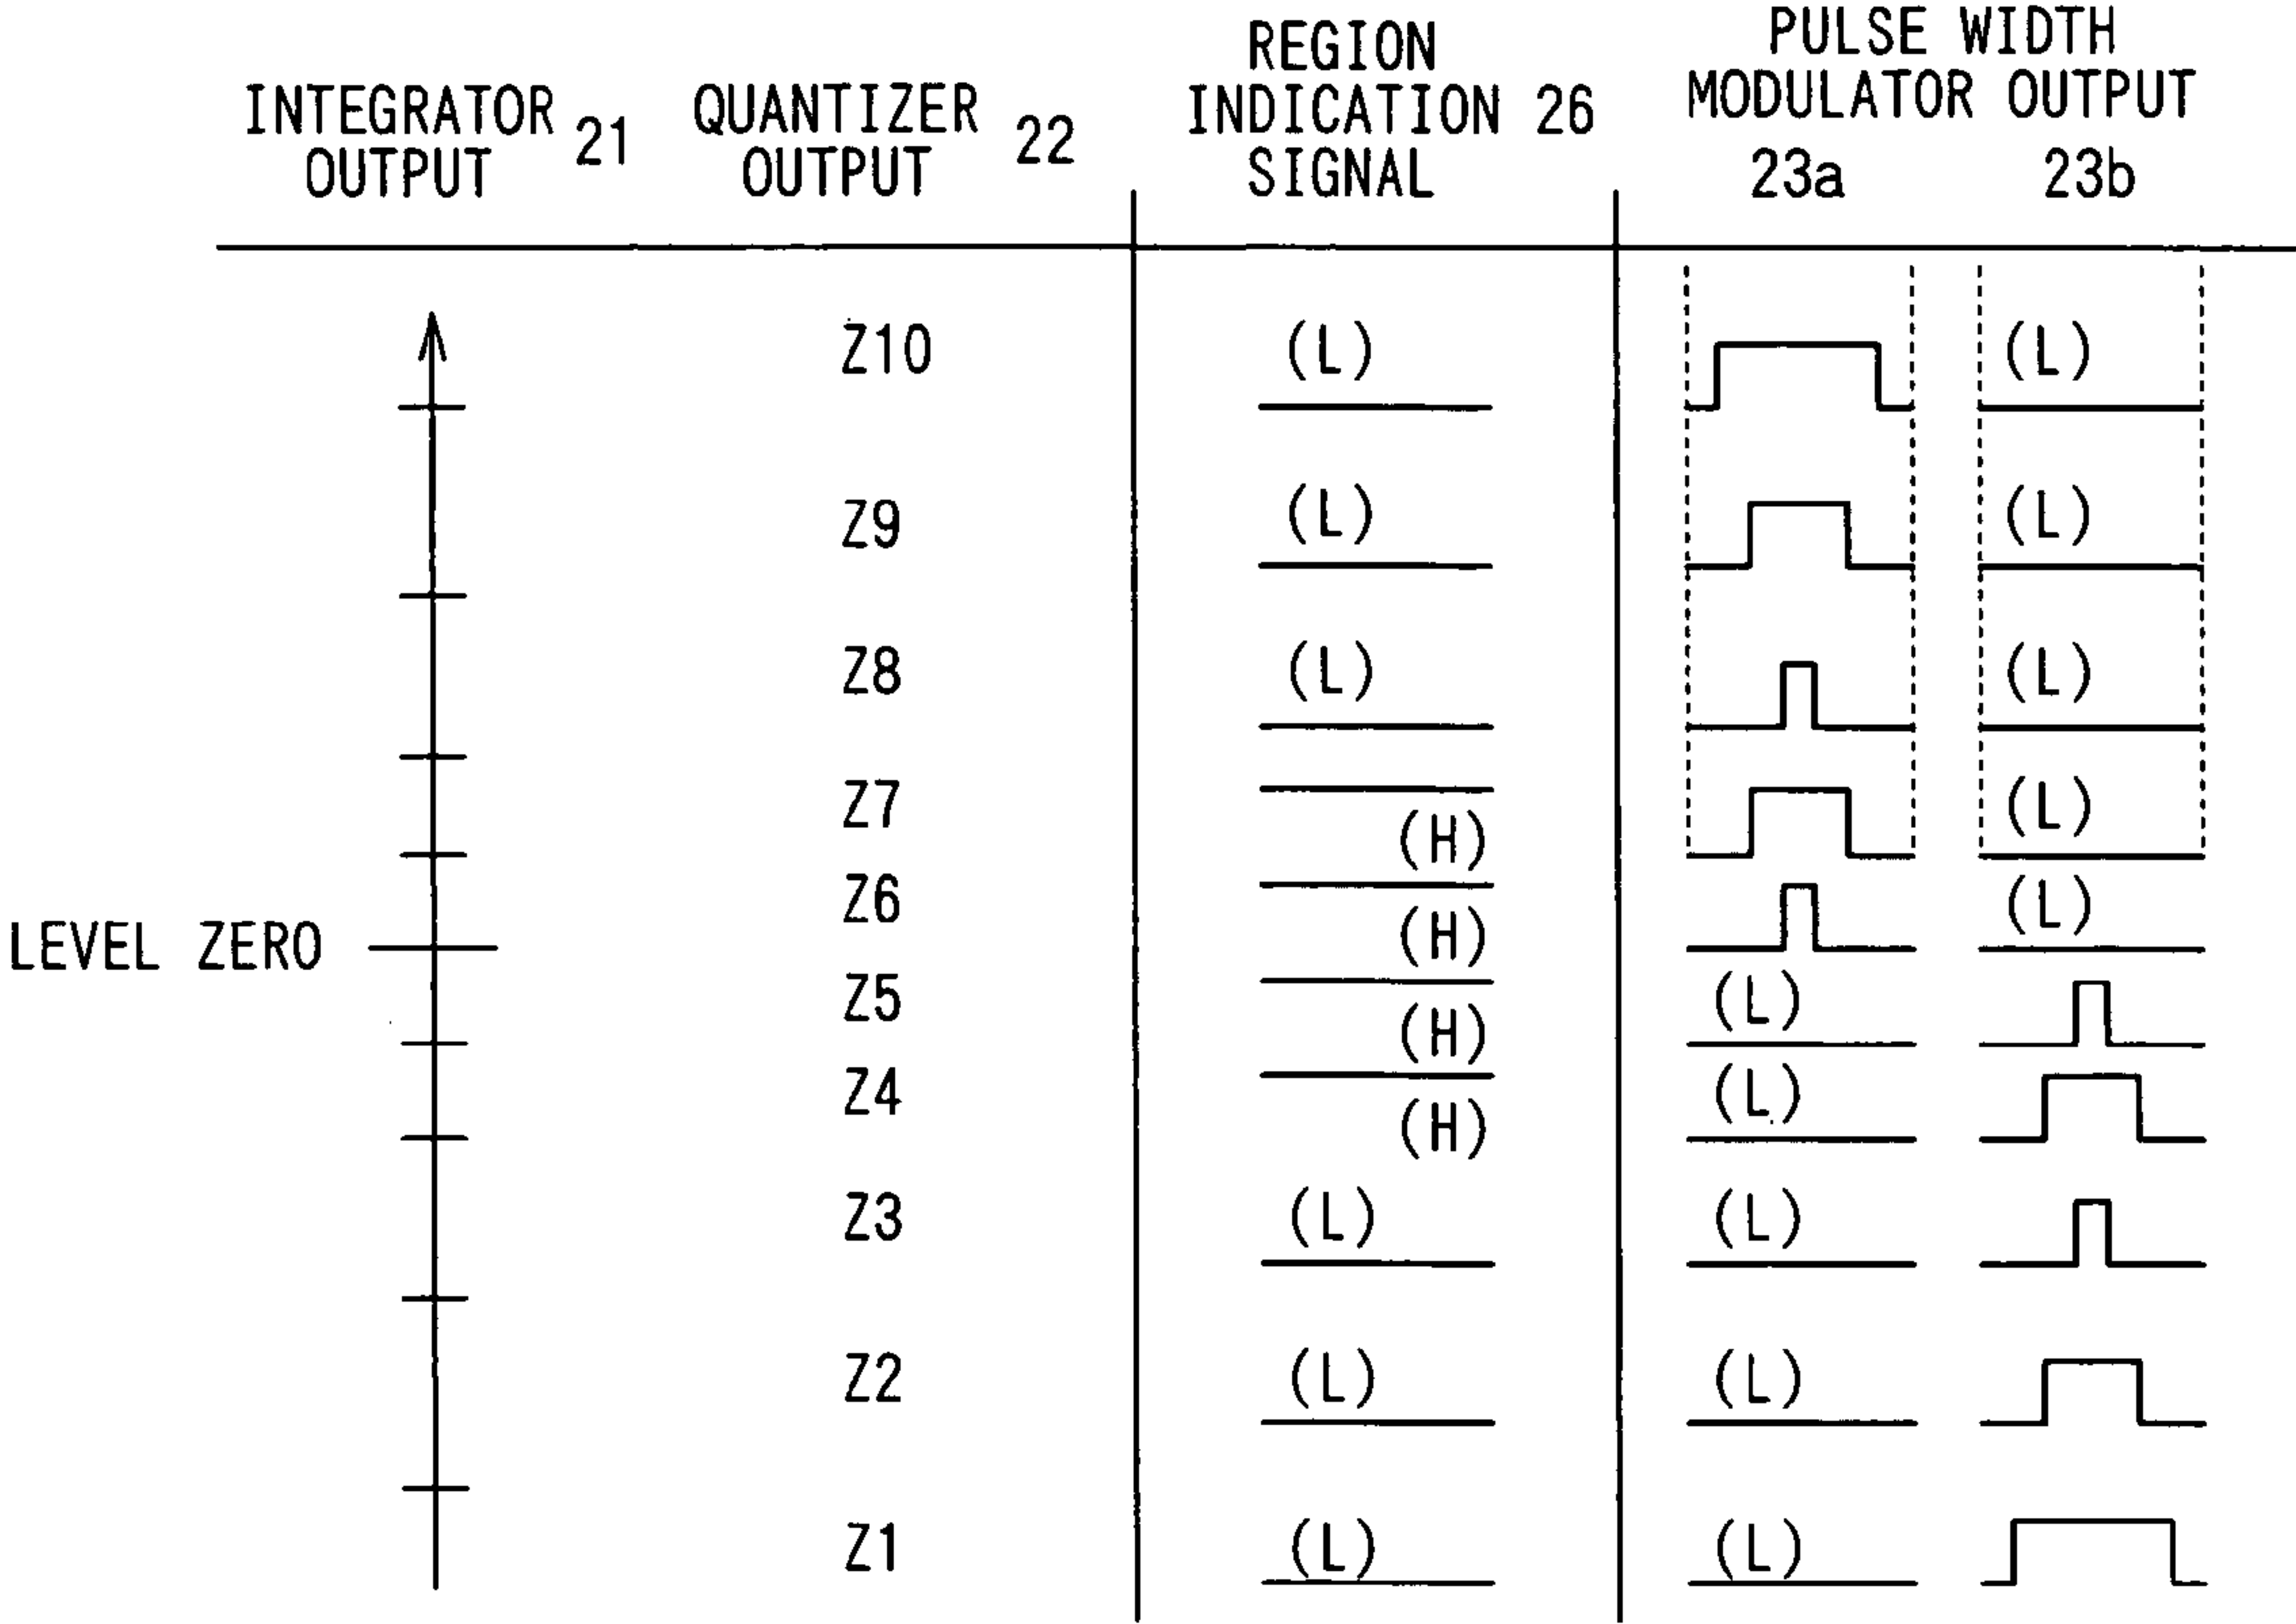 INTEGRATOR OUTPUT 21
QUANTIZER OUTPUT 22
REGION INDICATION SIGNAL 26
PULSE WIDTH MODULATOR OUTPUT
23a 23b
Z10 (L) (L)
Z9 (L) (L)
Z8 (L) (L)
Z7 (H) (L)
Z6 (H) (L)
LEVEL ZERO
Z5 (H) (L)
Z4 (H) (L)
Z3 (L) (L)
Z2 (L) (L)
Z1 (L) (L)